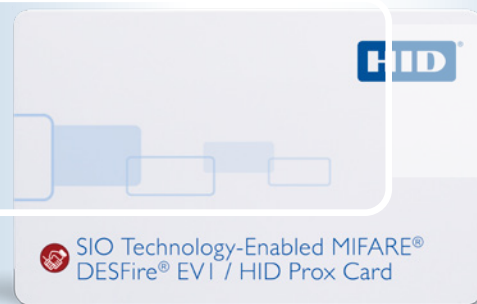 HID®
SIO Technology-Enabled MIFARE®
DESFire® EV1 / HID Prox Card